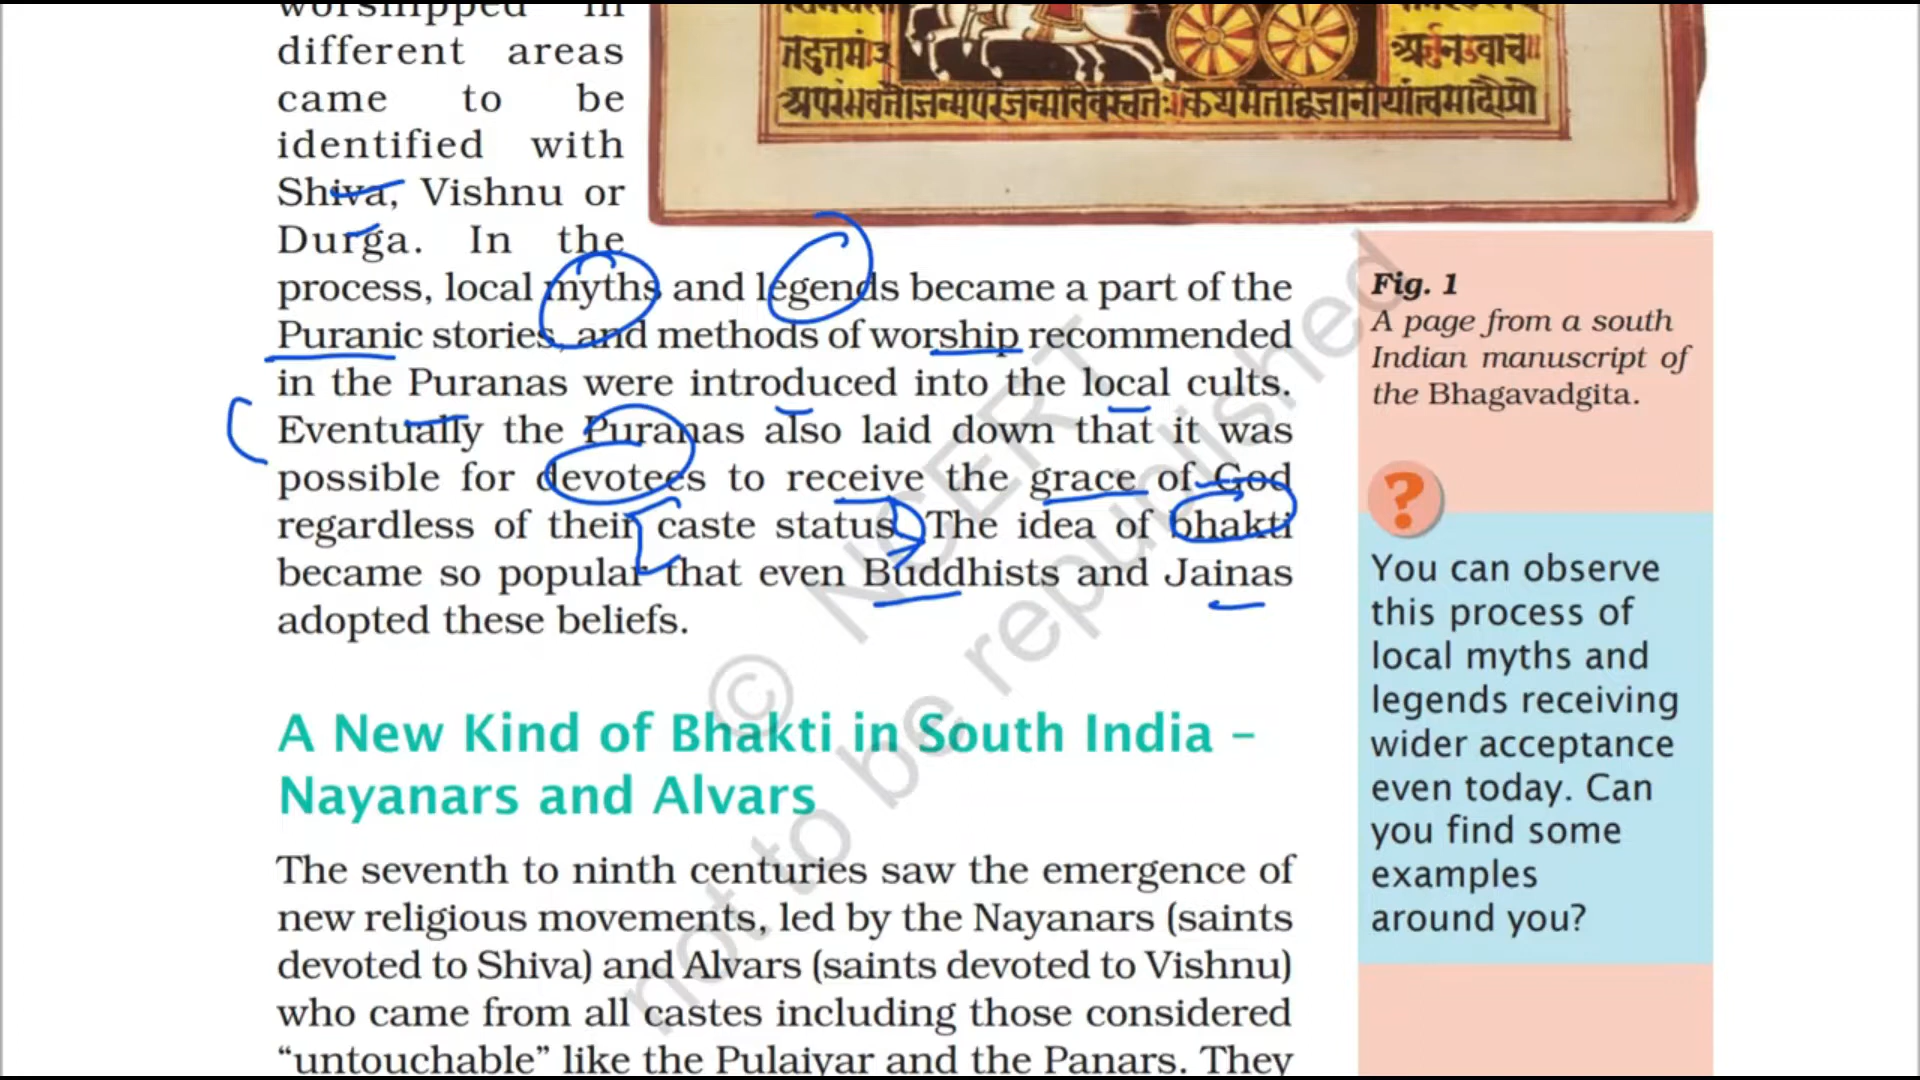 worshipped in
different areas
came to be
identified with
Shiva, Vishnu or
Durga. In the
process, local myths and legends became a part of the
Puranic stories, and methods of worship recommended
in the Puranas were introduced into the local cults.
Eventually the Puranas also laid down that it was
possible for devotees to receive the grace of God
regardless of their caste status. The idea of bhakti
became so popular that even Buddhists and Jainas
adopted these beliefs.
A New Kind of Bhakti in South India –
Nayanars and Alvars
The seventh to ninth centuries saw the emergence of
new religious movements, led by the Nayanars (saints
devoted to Shiva) and Alvars (saints devoted to Vishnu)
who came from all castes including those considered
“untouchable” like the Pulaiyar and the Panars. They
Fig. 1
A page from a south
Indian manuscript of
the Bhagavadgita.
?
You can observe
this process of
local myths and
legends receiving
wider acceptance
even today. Can
you find some
examples
around you?
© NCERT
not to be republished